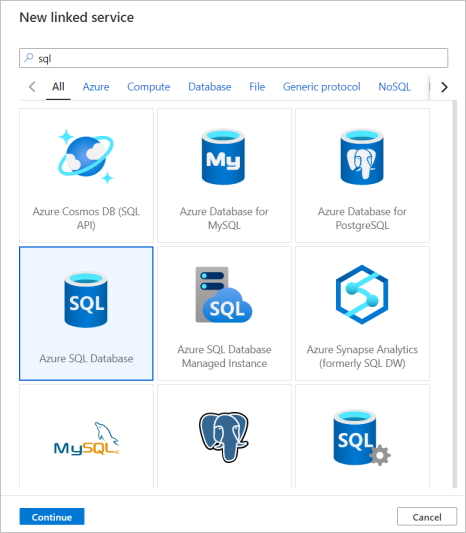 New linked service
sql
All Azure Compute Database File Generic protocol NoSQL
My
Azure Cosmos DB (SQL
API)
Azure Database for
MySQL
Azure Database for
PostgreSQL
SQL
SQL
Azure SQL Database
Azure SQL Database
Managed Instance
Azure Synapse Analytics
(formerly SQL DW)
MySQL
SQL
Continue
Cancel